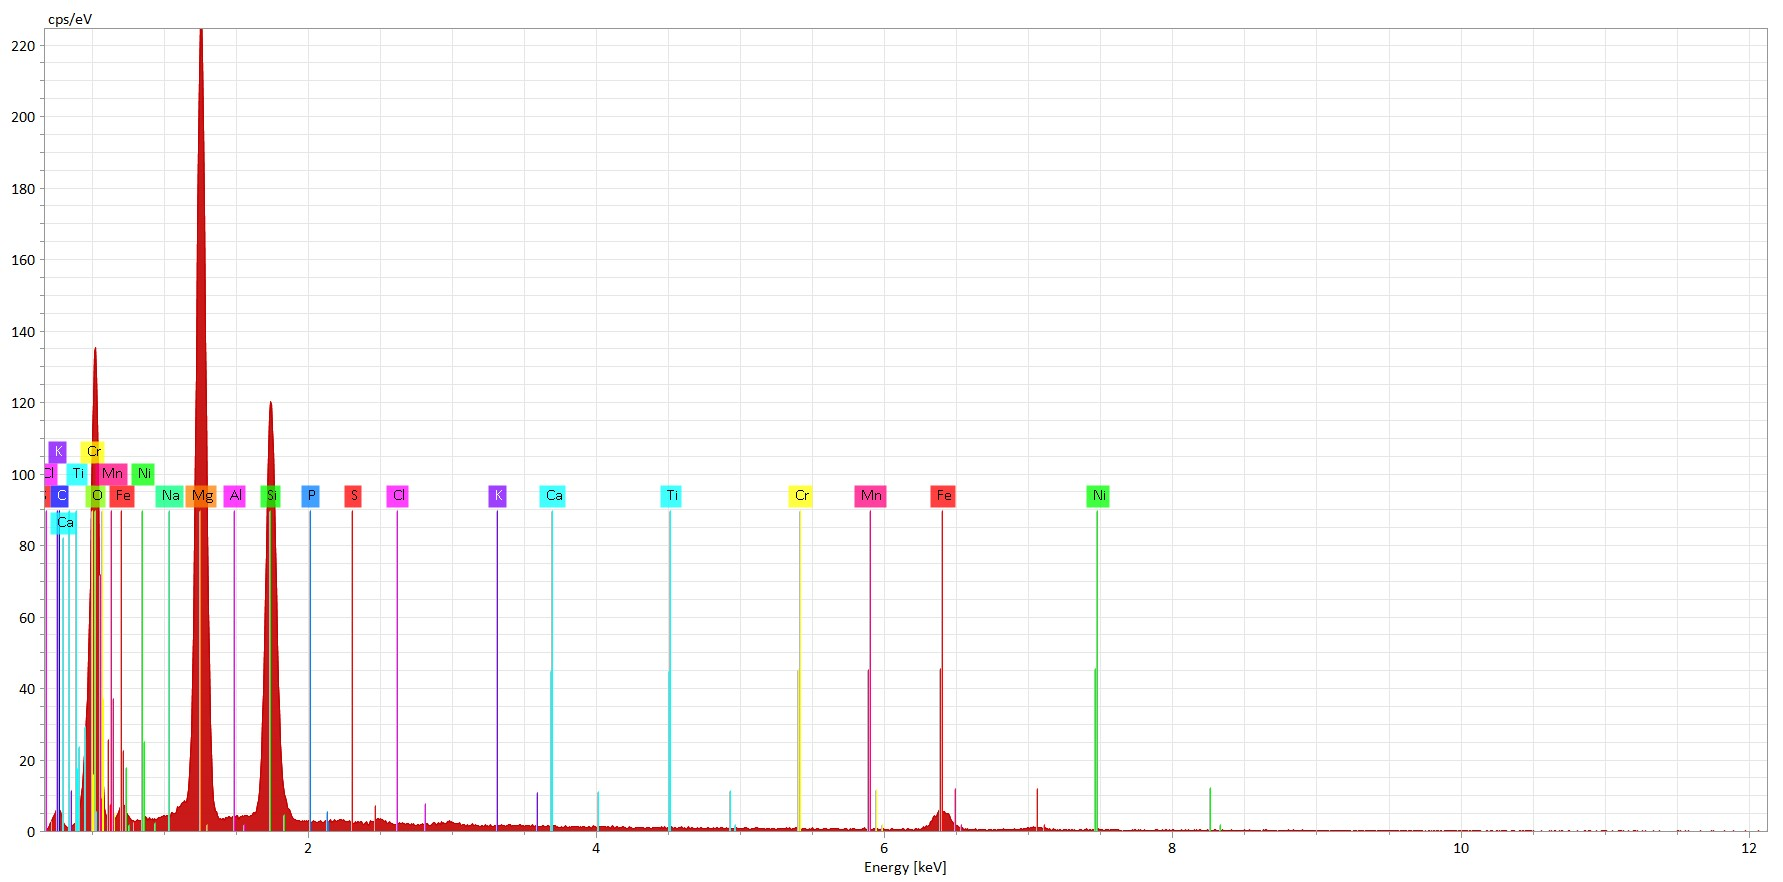 cps/eV
220
200
180
160
140
120
K Cr
100 Cl Ti Mn Ni
C O Fe Na Mg Al Si P S Cl K Ca Ti Cr Mn Fe Ni
Ca
80
60
40
20
0
2 4 6 8 10 12
Energy [keV]